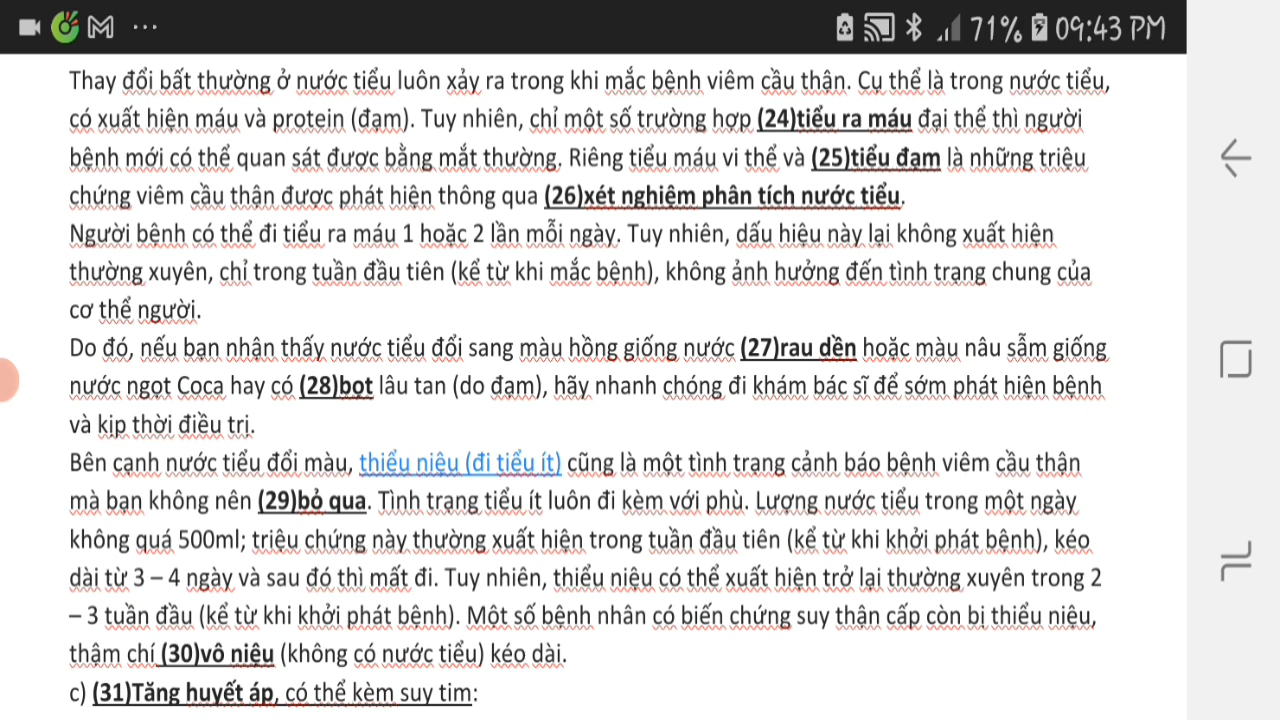 71% 09:43 PM
Thay đổi bất thường ở nước tiểu luôn xảy ra trong khi mắc bệnh viêm cầu thận. Cụ thể là trong nước tiểu,
có xuất hiện máu và protein (đạm). Tuy nhiên, chỉ một số trường hợp (24)tiểu ra máu đại thể thì người
bệnh mới có thể quan sát được bằng mắt thường. Riêng tiểu máu vi thể và (25)tiểu đạm là những triệu
chứng viêm cầu thận được phát hiện thông qua (26)xét nghiệm phân tích nước tiểu.
Người bệnh có thể đi tiểu ra máu 1 hoặc 2 lần mỗi ngày. Tuy nhiên, dấu hiệu này lại không xuất hiện
thường xuyên, chỉ trong tuần đầu tiên (kể từ khi mắc bệnh), không ảnh hưởng đến tình trạng chung của
cơ thể người.
Do đó, nếu bạn nhận thấy nước tiểu đổi sang màu hồng giống nước (27)rau dền hoặc màu nâu sẫm giống
nước ngọt Coca hay có (28)bọt lâu tan (do đạm), hãy nhanh chóng đi khám bác sĩ để sớm phát hiện bệnh
và kịp thời điều trị.
Bên cạnh nước tiểu đổi màu, thiểu niệu (đi tiểu ít) cũng là một tình trạng cảnh báo bệnh viêm cầu thận
mà bạn không nên (29)bỏ qua. Tình trạng tiểu ít luôn đi kèm với phù. Lượng nước tiểu trong một ngày
không quá 500ml; triệu chứng này thường xuất hiện trong tuần đầu tiên (kể từ khi khởi phát bệnh), kéo
dài từ 3 – 4 ngày và sau đó thì mất đi. Tuy nhiên, thiểu niệu có thể xuất hiện trở lại thường xuyên trong 2
– 3 tuần đầu (kể từ khi khởi phát bệnh). Một số bệnh nhân có biến chứng suy thận cấp còn bị thiểu niệu,
thậm chí (30)vô niệu (không có nước tiểu) kéo dài.
c) (31)Tăng huyết áp, có thể kèm suy tim: